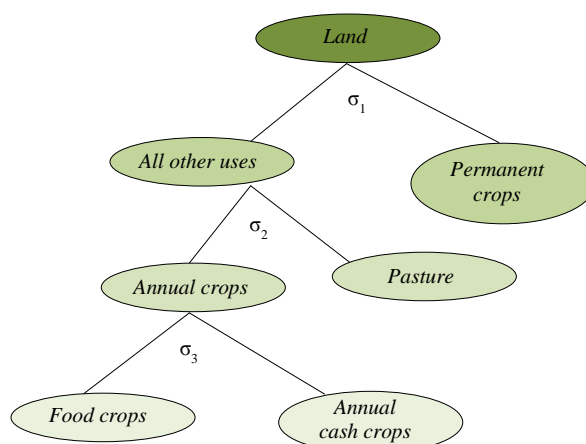 Land
σ1
All other uses
Permanent
crops
σ2
Annual crops
Pasture
σ3
Food crops
Annual
cash crops